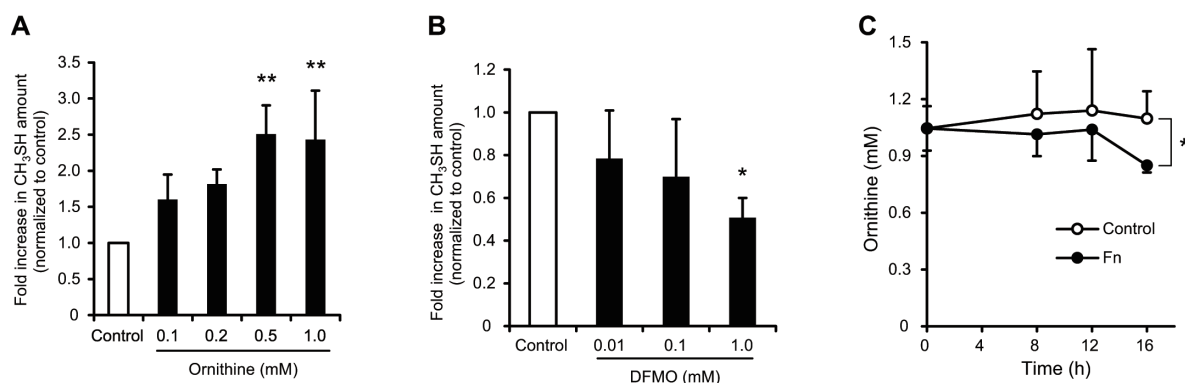 A
Fold increase in CH₃SH amount
(normalized to control)
3.5
3.0
2.5
2.0
1.5
1.0
0.5
0
** **
Control 0.1 0.2 0.5 1.0
Ornithine (mM)
B
Fold increase in CH₃SH amount
(normalized to control)
1.2
1.0
0.8
0.6
0.4
0.2
0
*
Control 0.01 0.1 1.0
DFMO (mM)
C
Ornithine (mM)
1.5
1.2
0.9
0.6
0.3
0
*
Control
Fn
0 4 8 12 16
Time (h)